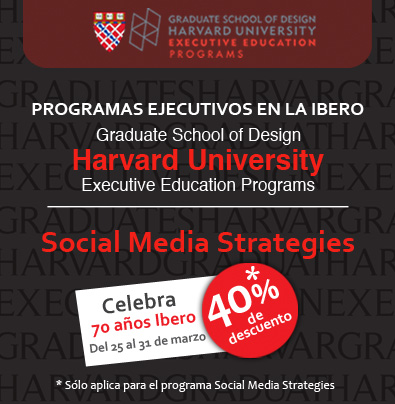 GRADUATE SCHOOL OF DESIGN
HARVARD UNIVERSITY
EXECUTIVE EDUCATION
PROGRAMS
PROGRAMAS EJECUTIVOS EN LA IBERO
Graduate School of Design
Harvard University
Executive Education Programs
Social Media Strategies
Celebra
70 años Ibero
Del 25 al 31 de marzo
*
40%
de
descuento
* Sólo aplica para el programa Social Media Strategies